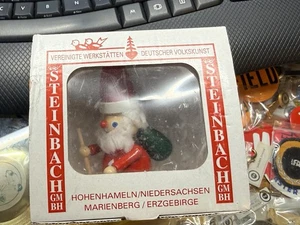 VEREINIGTE WERKSTÄTTEN DEUTSCHER VOLKSKUNST
STEINBACH GMBH
STEINBACH GMBH
HOHENHAMELN/NIEDERSACHSEN
MARIENBERG / ERZGEBIRGE